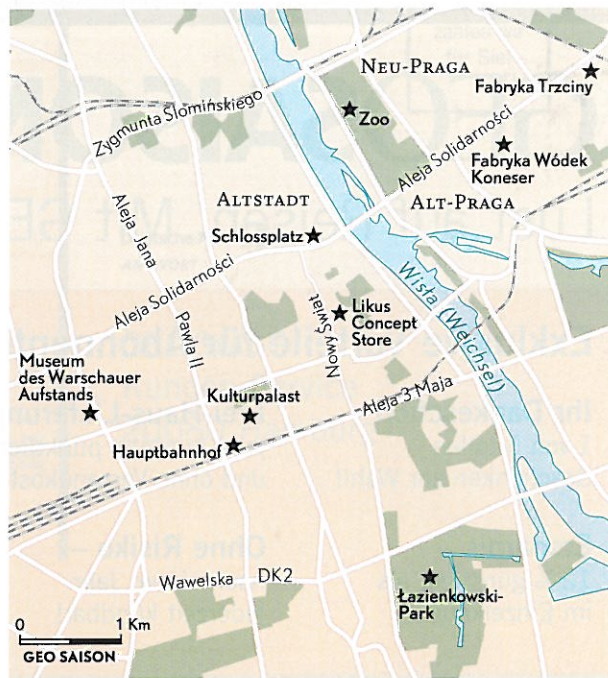 NEU-PRAGA
Fabryka Trzciny
Zoo
Zygmunta Słomińskiego
Aleja Solidarności
Fabryka Wódek
Koneser
ALTSTADT
ALT-PRAGA
Schlossplatz
Aleja Jana
Pawla II
Aleja Solidarności
Nowy Świat
Likus
Concept
Store
Wisła (Weichsel)
Museum
des Warschauer
Aufstands
Kulturpalast
Aleja 3 Maja
Hauptbahnhof
Wawelska
DK2
Łazienkowski-
Park
0 1 Km
GEO SAISON